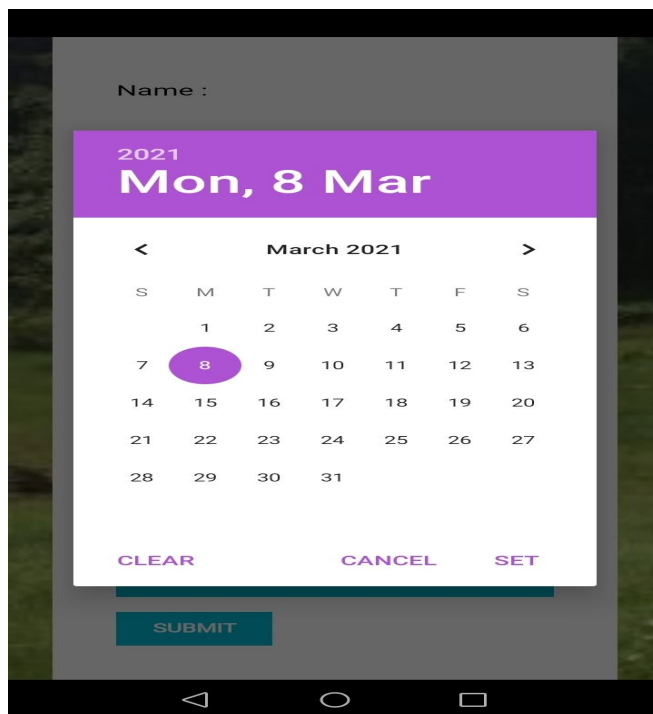 Name :
2021
Mon, 8 Mar
< March 2021 >
S M T W T F S
1 2 3 4 5 6
7 8 9 10 11 12 13
14 15 16 17 18 19 20
21 22 23 24 25 26 27
28 29 30 31
CLEAR CANCEL SET
SUBMIT